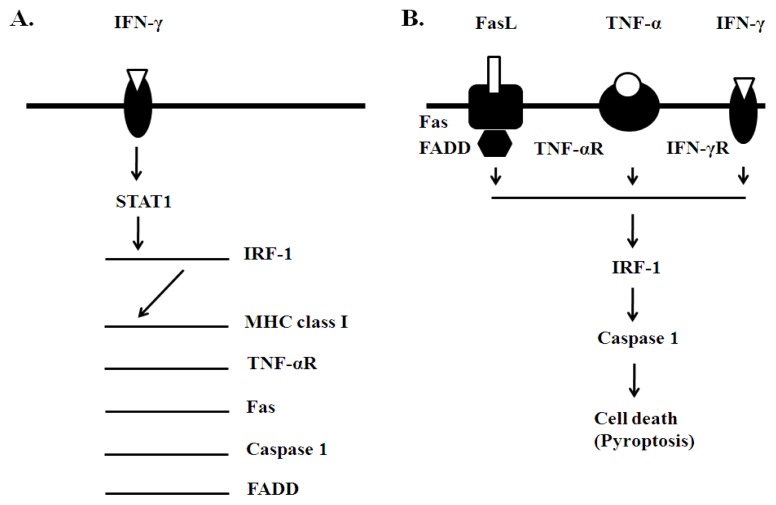 A.
IFN-γ
STAT1
IRF-1
MHC class I
TNF-αR
Fas
Caspase 1
FADD
B.
FasL TNF-α IFN-γ
Fas
FADD TNF-αR IFN-γR
IRF-1
Caspase 1
Cell death
(Pyroptosis)